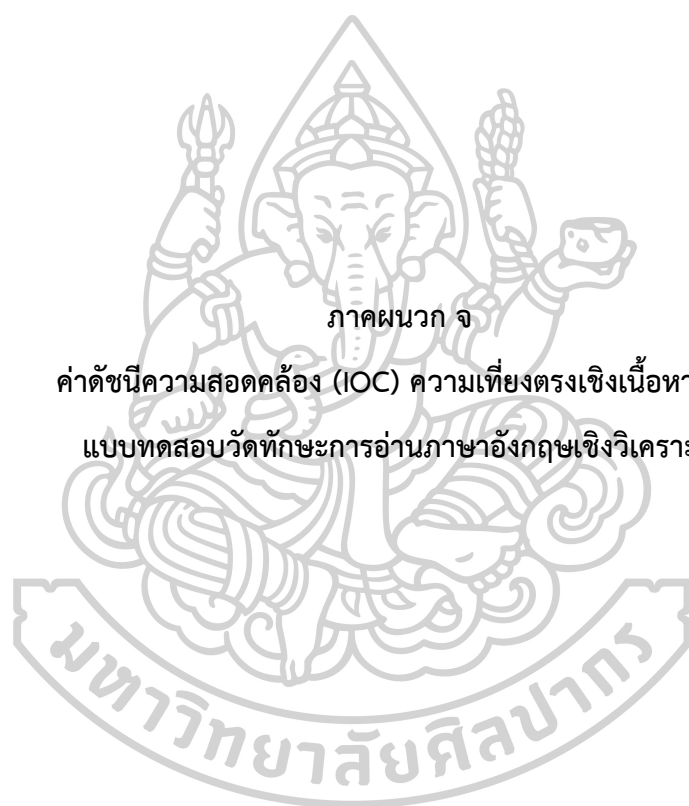 ภาคผนวก จ
ค่าดัชนีความสอดคล้อง (IOC) ความเที่ยงตรงเชิงเนื้อหา
แบบทดสอบวัดทักษะการอ่านภาษาอังกฤษเชิงวิเครา
มหาวิทยาลัยศิลปากร